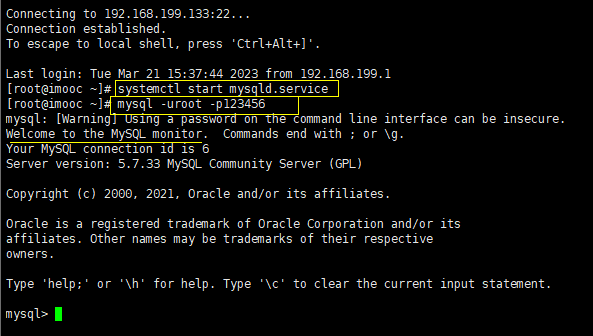 Connecting to 192.168.199.133:22...
Connection established.
To escape to local shell, press 'Ctrl+Alt+]'.
Last login: Tue Mar 21 15:37:44 2023 from 192.168.199.1
[root@imooc ~]# systemctl start mysqld.service
[root@imooc ~]# mysql -uroot -p123456
mysql: [Warning] Using a password on the command line interface can be insecure.
Welcome to the MySQL monitor.  Commands end with ; or \g.
Your MySQL connection id is 6
Server version: 5.7.33 MySQL Community Server (GPL)
Copyright (c) 2000, 2021, Oracle and/or its affiliates.
Oracle is a registered trademark of Oracle Corporation and/or its
affiliates. Other names may be trademarks of their respective
owners.
Type 'help;' or '\h' for help. Type '\c' to clear the current input statement.
mysql>